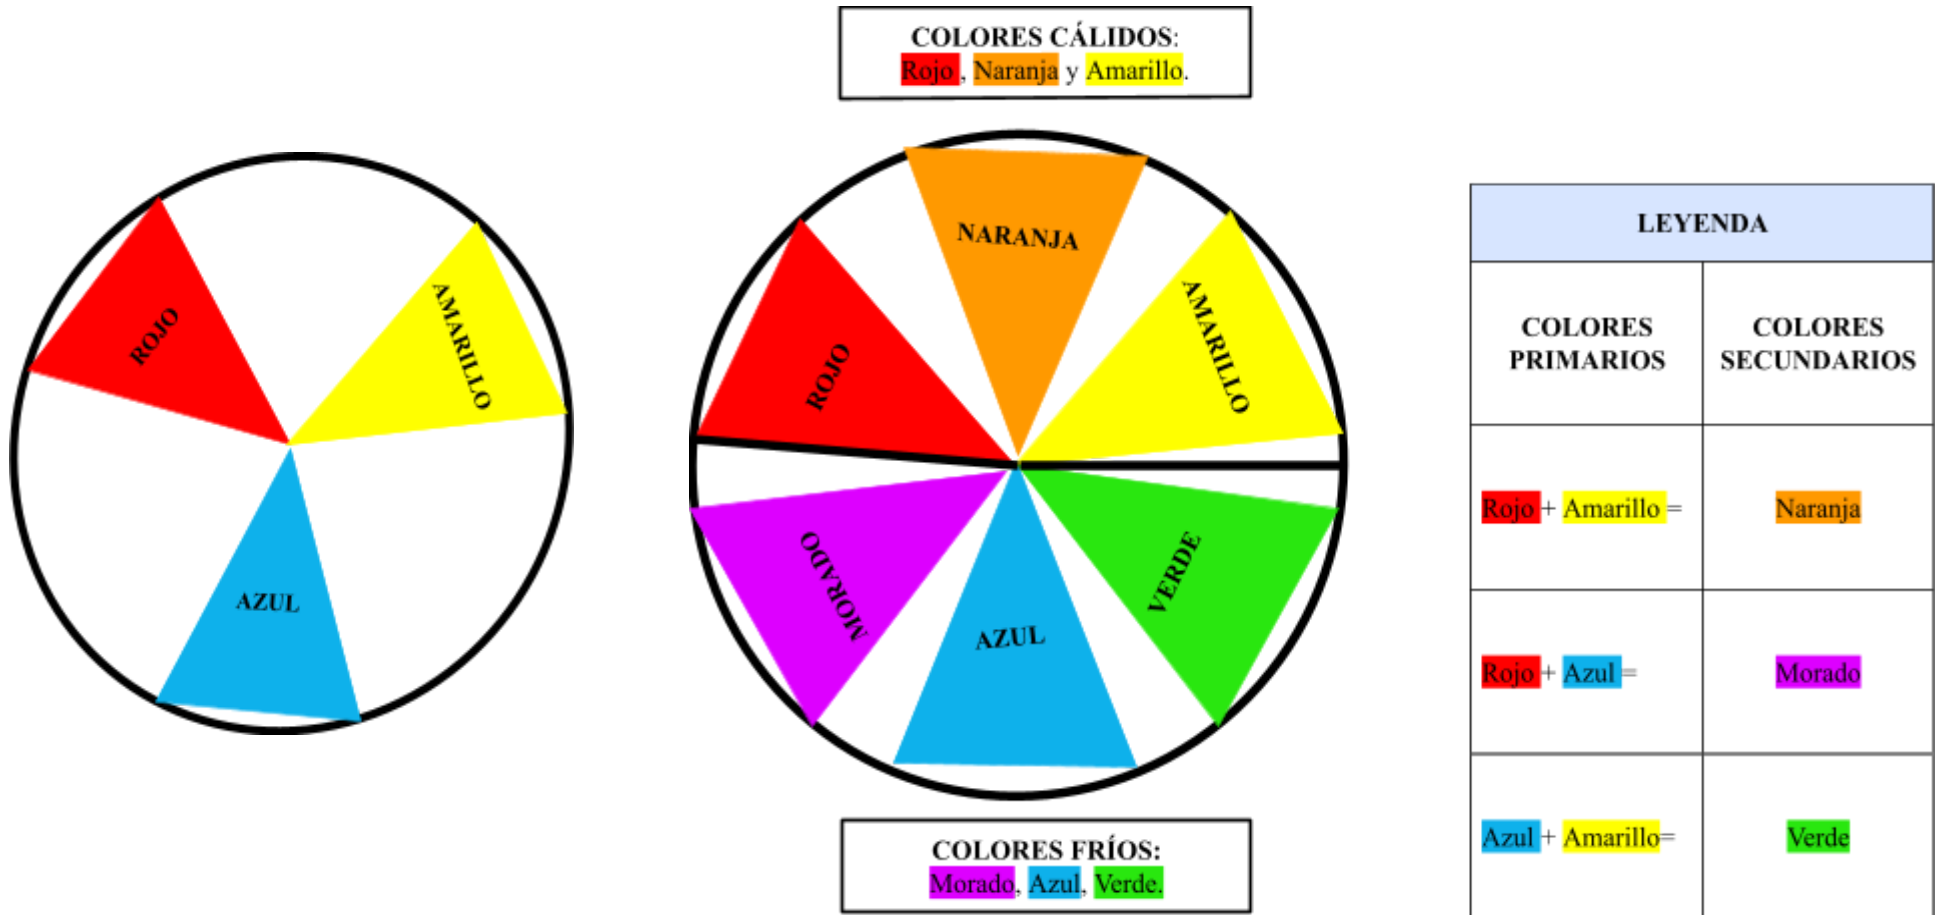 COLORES CÁLIDOS:
Rojo , Naranja y Amarillo.
ROJO
AMARILLO
AZUL
NARANJA
ROJO
AMARILLO
MORADO
AZUL
VERDE
COLORES FRÍOS:
Morado, Azul, Verde.
LEYENDA
COLORES
PRIMARIOS
COLORES
SECUNDARIOS
Rojo + Amarillo =
Naranja
Rojo + Azul =
Morado
Azul + Amarillo=
Verde